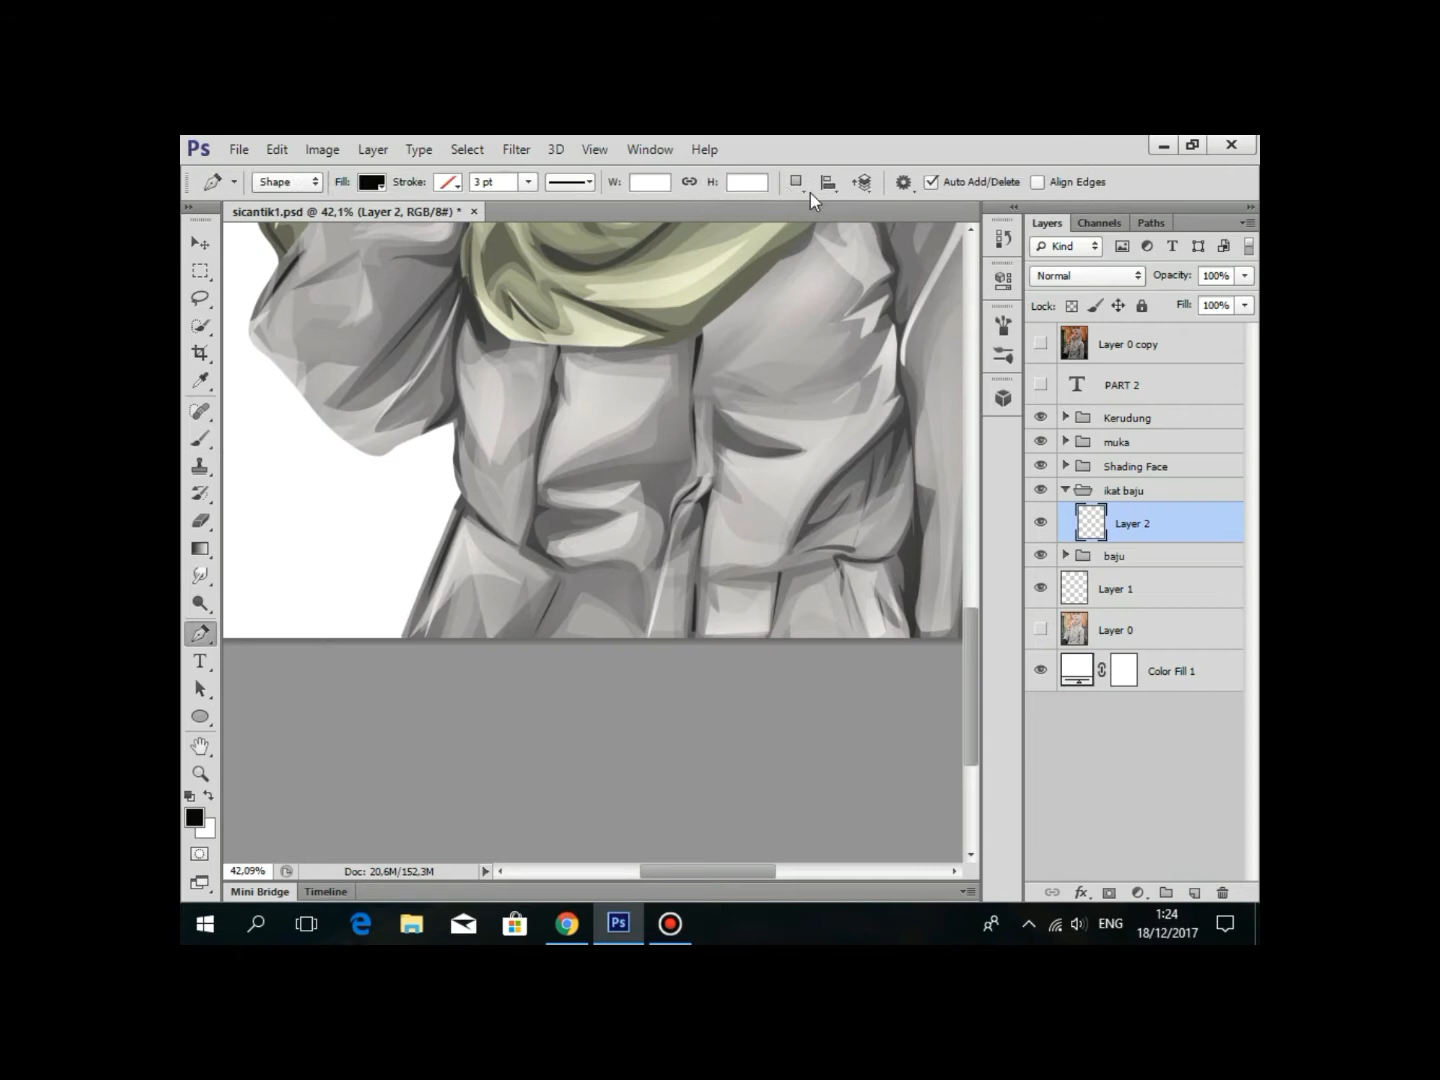 Ps File Edit Image Layer Type Select Filter 3D View Window Help
Shape Fill: Stroke: 3 pt W: H: Auto Add/Delete Align Edges
sicantik1.psd @ 42,1% (Layer 2, RGB/8#) * ×
Layers Channels Paths
Kind T
Normal Opacity: 100%
Lock: Fill: 100%
Layer 0 copy
T PART 2
Kerudung
muka
Shading Face
ikat baju
Layer 2
baju
Layer 1
Layer 0
Color Fill 1
T
42,09% Doc: 20,6M/152,3M
fx
Mini Bridge Timeline
Ps ENG 1:24
18/12/2017